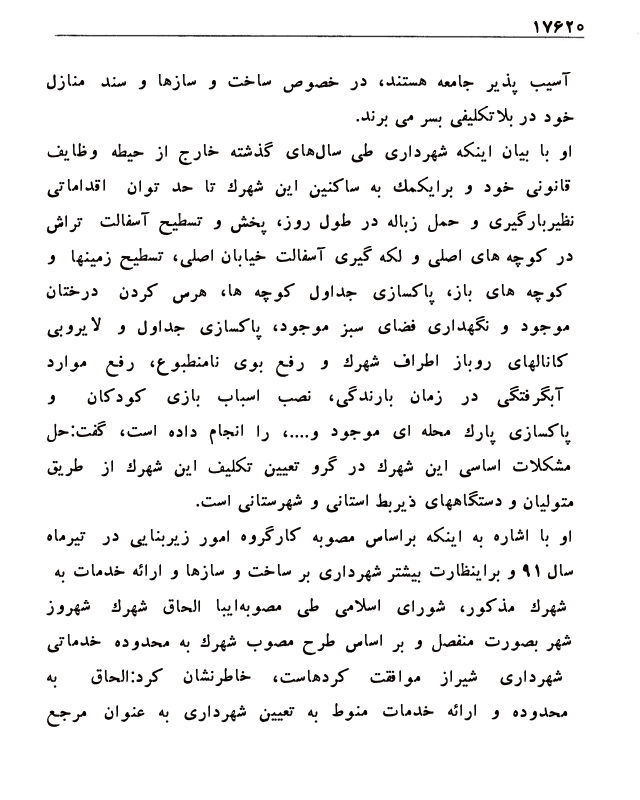 ۱۷۶۲۰
آسیب پذیر جامعه هستند، در خصوص ساخت و سازها و سند منازل
خود در بلاتکلیفی بسر می برند.
او با بیان اینکه شهرداری طی سال‌های گذشته خارج از حیطه وظایف
قانونی خود و برایکمك به ساکنین این شهرك تا حد توان اقداماتی
نظیربارگیری و حمل زباله در طول روز، پخش و تسطیح آسفالت تراش
در کوچه های اصلی و لکه گیری آسفالت خیابان اصلی، تسطیح زمینها و
کوچه های باز، پاکسازی جداول کوچه ها، هرس کردن درختان
موجود و نگهداری فضای سبز موجود، پاکسازی جداول و لایروبی
کانالهای روباز اطراف شهرك و رفع بوی نامنطبوع، رفع موارد
آبگرفتگی در زمان بارندگی، نصب اسباب بازی کودکان و
پاکسازی پارك محله ای موجود و....، را انجام داده است، گفت:حل
مشکلات اساسی این شهرك در گرو تعیین تکلیف این شهرك از طریق
متولیان و دستگاههای ذیربط استانی و شهرستانی است.
او با اشاره به اینکه براساس مصوبه کارگروه امور زیربنایی در تیرماه
سال ۹۱ و براینظارت بیشتر شهرداری بر ساخت و سازها و ارائه خدمات به
شهرك مذکور، شورای اسلامی طی مصوبه‌ایبا الحاق شهرك شهروز
شهر بصورت منفصل و بر اساس طرح مصوب شهرك به محدوده خدماتی
شهرداری شیراز موافقت کردهاست، خاطرنشان کرد:الحاق به
محدوده و ارائه خدمات منوط به تعیین شهرداری به عنوان مرجع